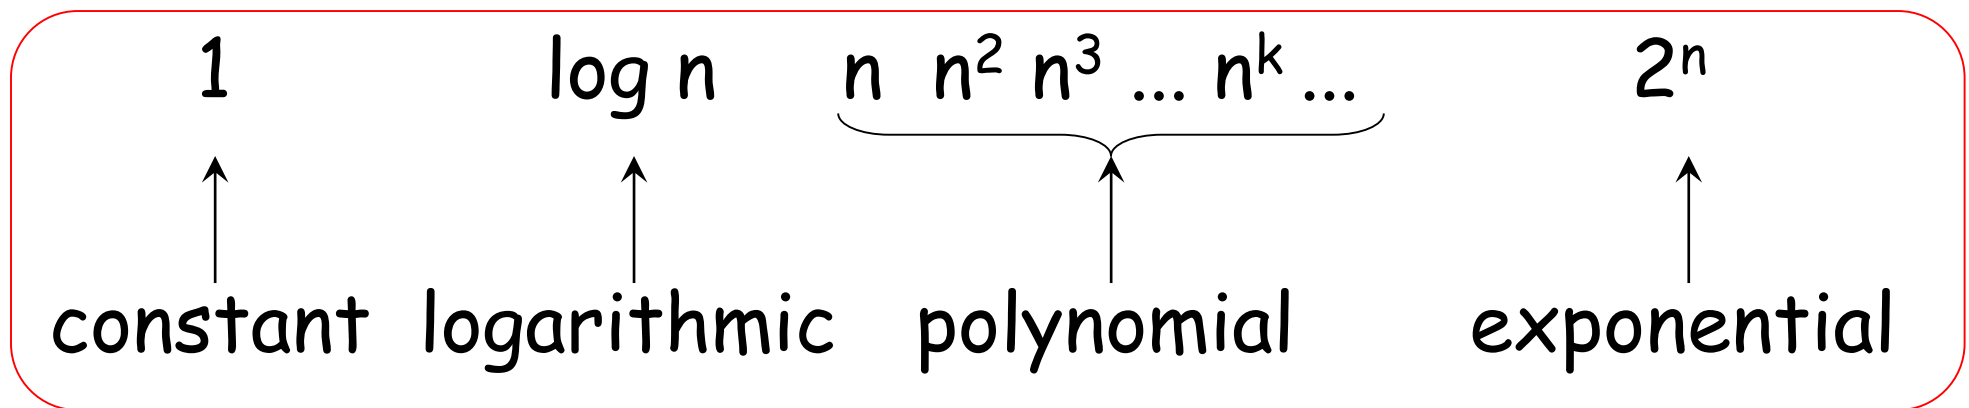 1 log n n n² n³ ... nᵏ ... 2ⁿ
constant logarithmic polynomial exponential